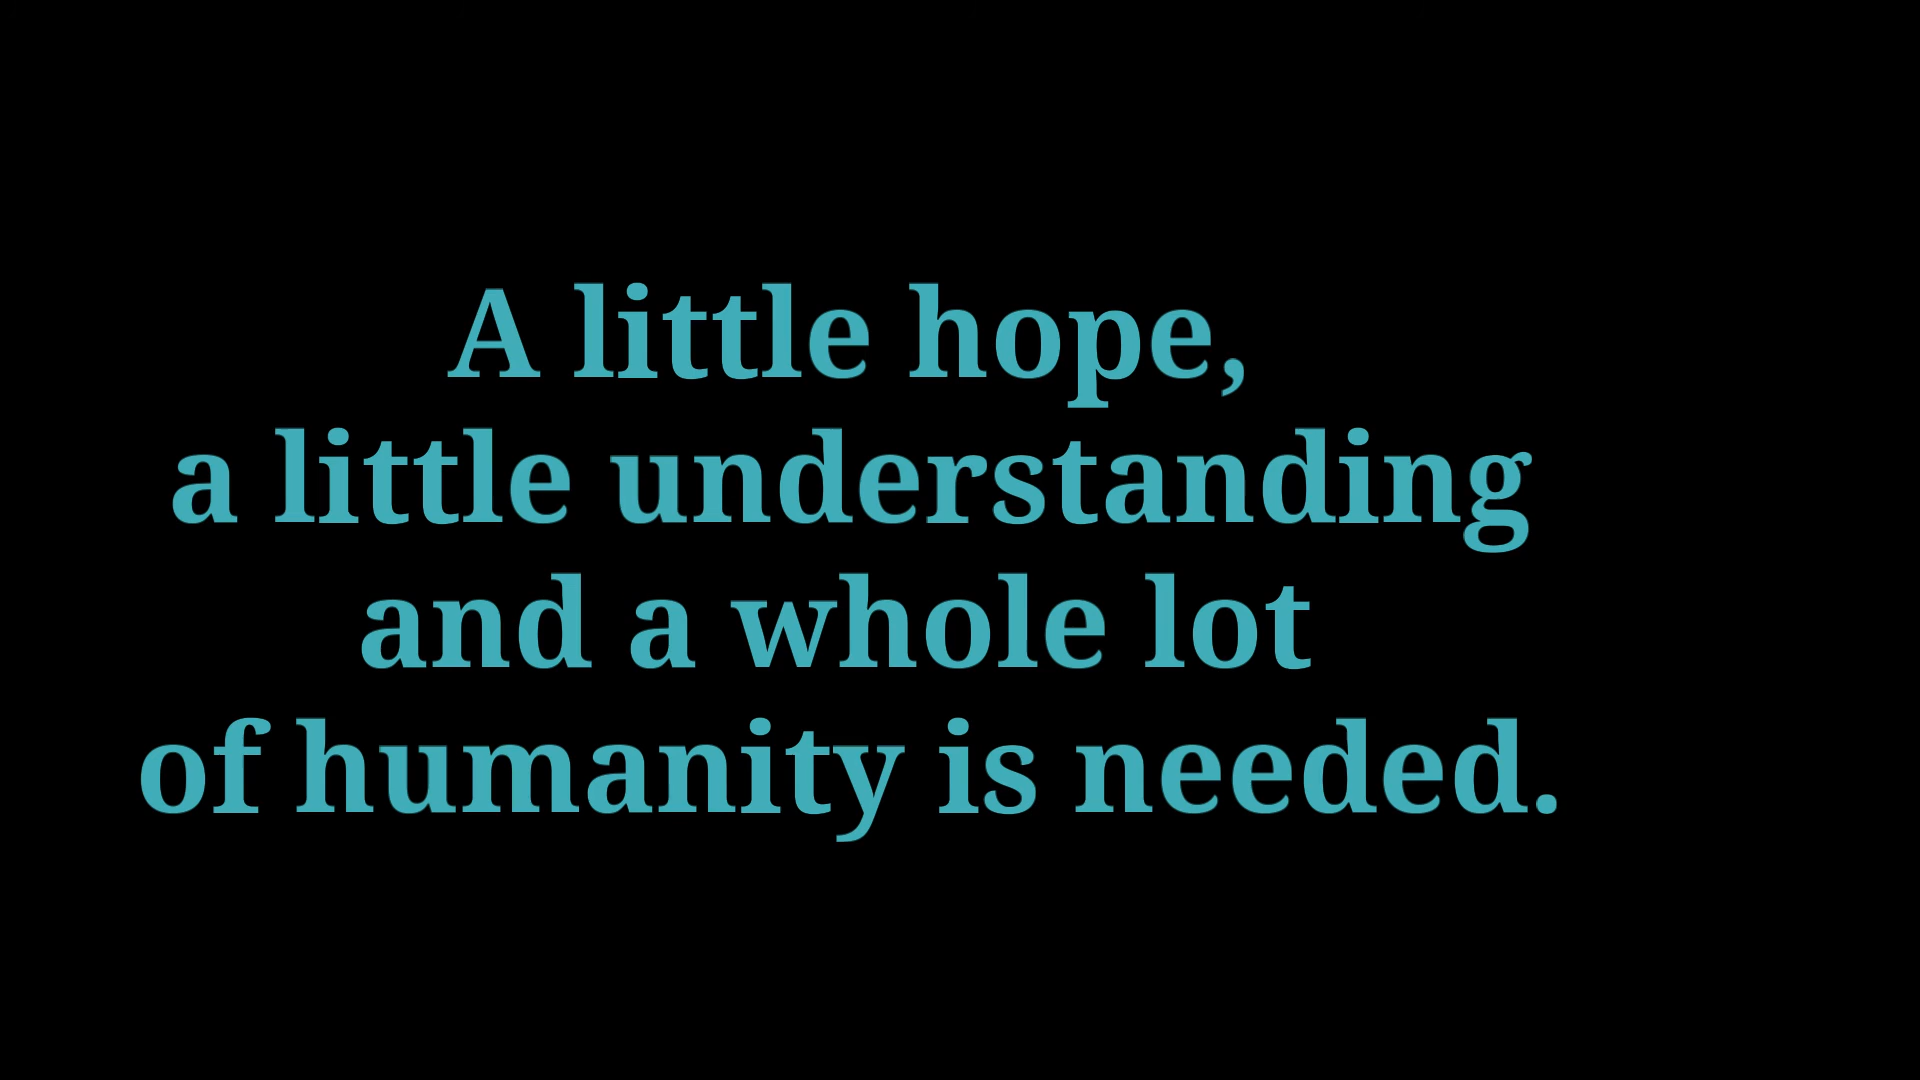 A little hope,
a little understanding
and a whole lot
of humanity is needed.